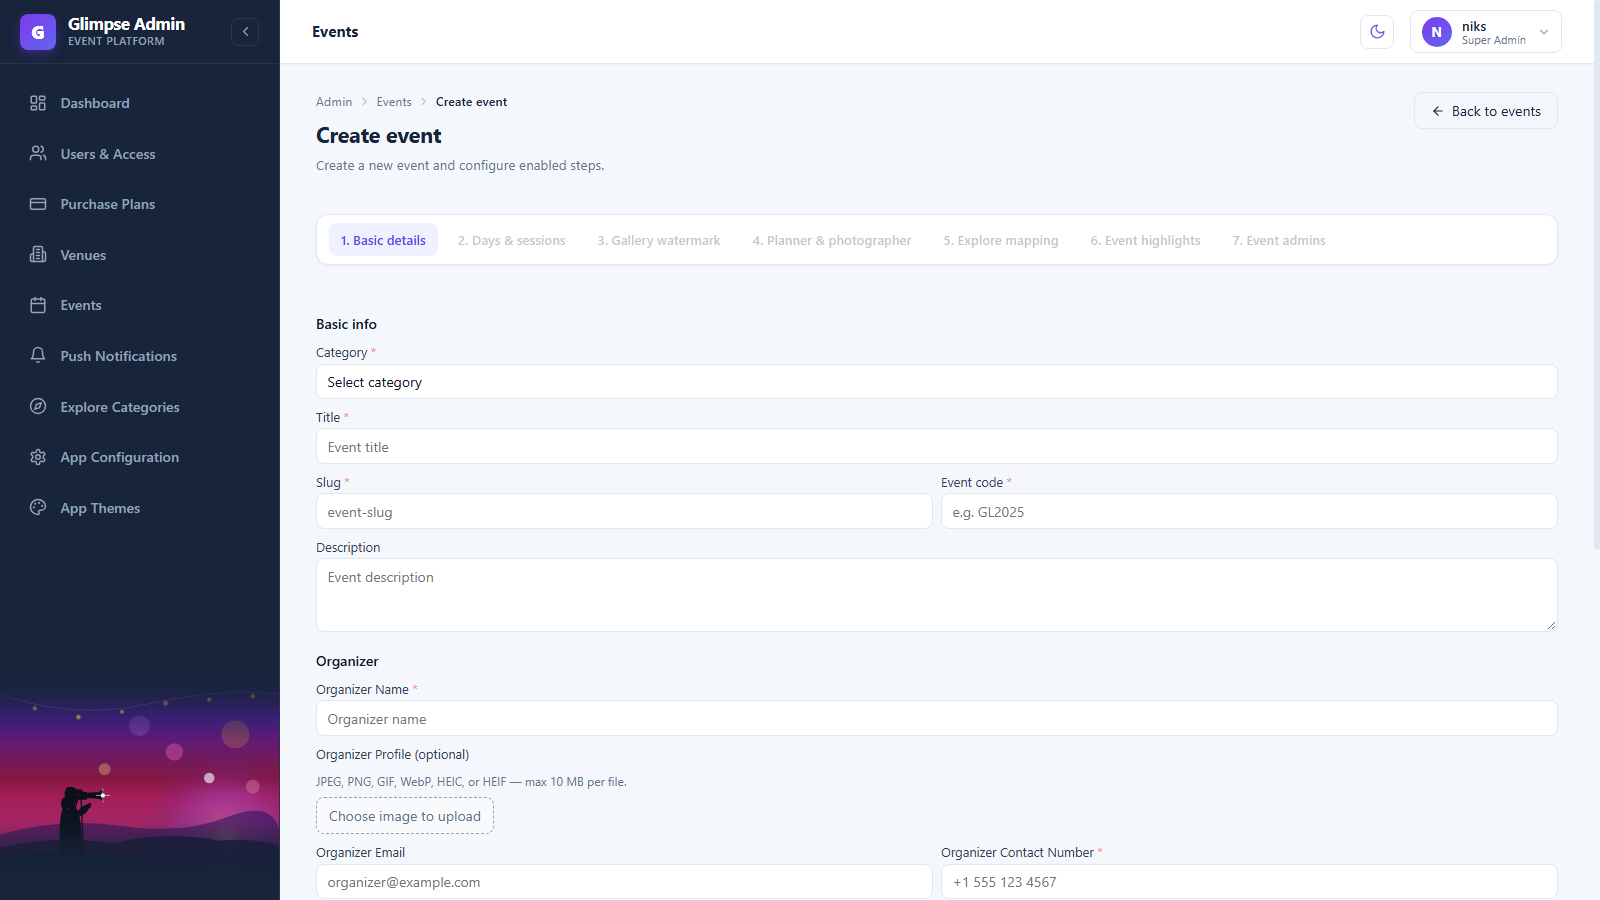 G
Glimpse Admin
EVENT PLATFORM
Dashboard
Users & Access
Purchase Plans
Venues
Events
Push Notifications
Explore Categories
App Configuration
App Themes
Events
N
niks
Super Admin
Admin
Events
Create event
Back to events
Create event
Create a new event and configure enabled steps.
1. Basic details
2. Days & sessions
3. Gallery watermark
4. Planner & photographer
5. Explore mapping
6. Event highlights
7. Event admins
Basic info
Category *
Select category
Title *
Event title
Slug *
Event code *
event-slug
e.g. GL2025
Description
Event description
Organizer
Organizer Name *
Organizer name
Organizer Profile (optional)
JPEG, PNG, GIF, WebP, HEIC, or HEIF — max 10 MB per file.
Choose image to upload
Organizer Email
Organizer Contact Number *
organizer@example.com
+1 555 123 4567